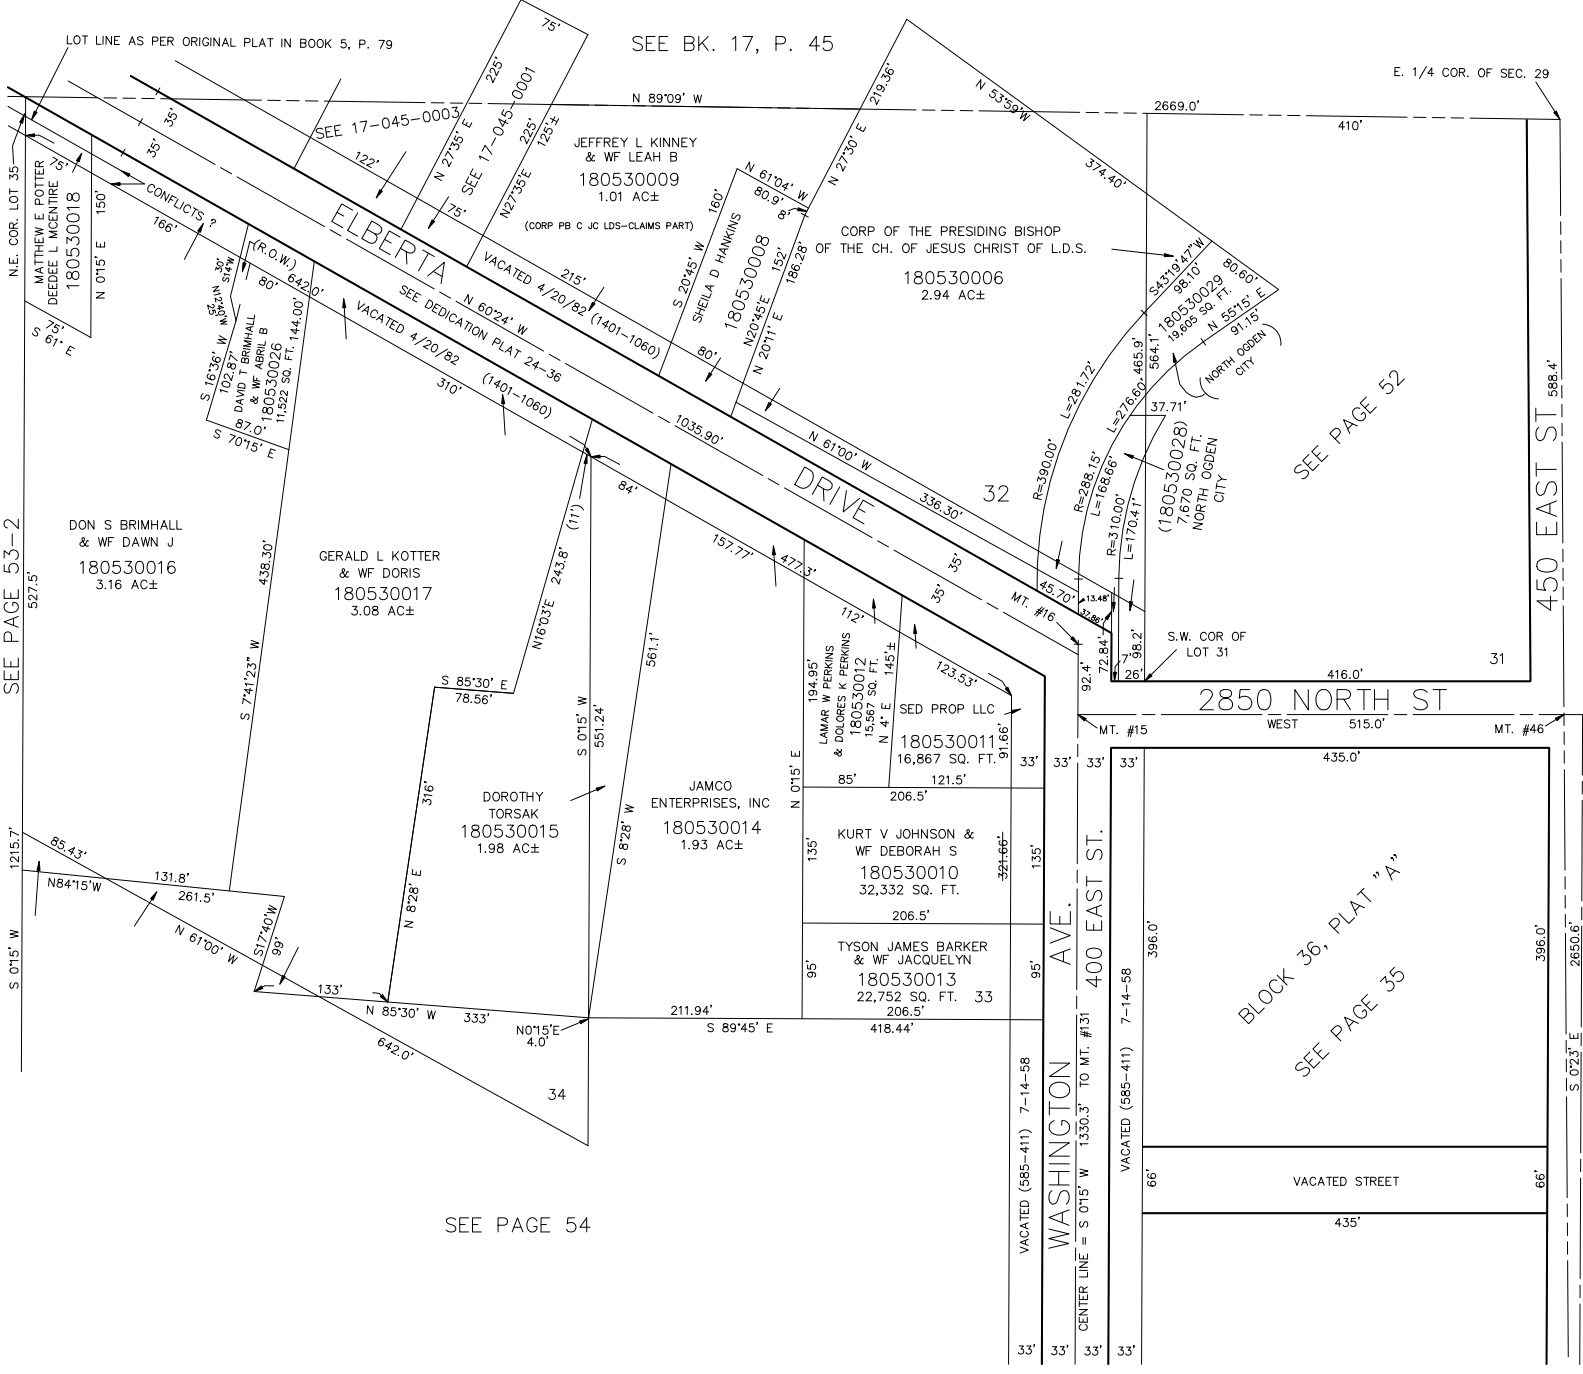 LOT LINE AS PER ORIGINAL PLAT IN BOOK 5, P. 79
SEE BK. 17, P. 45
E. 1/4 COR. OF SEC. 29
N 89°09' W
2669.0'
410'
N.E. COR. LOT 35
SEE 17-045-0003
SEE 17-045-0001
75'
225'
N 27°35' E
225'
125'±
N27°35'E
122'
75'
35'
35'
JEFFREY L KINNEY
& WF LEAH B
180530009
1.01 AC±
(CORP PB C JC LDS-CLAIMS PART)
N 61°04' W
80.9'
8'
219.36'
N 27°30' E
N 53°59'W
374.40'
160'
S 20°45' W
SHEILA D HANKINS
180530008
N20°45'E
152'
186.28'
N 20°11' E
CORP OF THE PRESIDING BISHOP
OF THE CH. OF JESUS CHRIST OF L.D.S.
180530006
2.94 AC±
S43°19'47"W
98.10'
80.60'
180530029
19,605 SQ. FT.
N 55°15' E
91.15'
(NORTH OGDEN
CITY)
564.1'
465.9'
L=281.72'
L=276.60'
37.71'
R=390.00'
R=288.15'
L=168.66'
R=310.00'
L=170.41'
(180530028)
7,670 SQ. FT.
NORTH OGDEN
CITY
SEE PAGE 52
588.4'
450 EAST ST
75'
MATTHEW E POTTER
DEEDEE L MCENTIRE
180530018
150'
N 0°15' E
75'
S 61° E
CONFLICTS ?
166'
(R.O.W.)
642.0'
80'
30'
S14°W
N12°40'W
25'
S 16°36' W
102.87'
DAVID T BRIMHALL
& WF ABRIL B
180530026
11,522 SQ. FT.
144.00'
87.0'
S 70°15' E
ELBERTA
DRIVE
VACATED 4/20/82 (1401-1060)
215'
80'
N 60°24' W
SEE DEDICATION PLAT 24-36
VACATED 4/20/82
(1401-1060)
310'
1035.90'
N 61°00' W
336.30'
32
45.70'
13.48'
37.86'
MT. #16
35'
35'
84'
(11')
157.77'
477.3'
112'
123.53'
SEE PAGE 53-2
527.5'
DON S BRIMHALL
& WF DAWN J
180530016
3.16 AC±
438.30'
S 7°41'23" W
GERALD L KOTTER
& WF DORIS
180530017
3.08 AC±
243.8'
N16°03'E
S 85°30' E
78.56'
316'
N 8°28' E
S 0°15' W
551.24'
561.1'
S 8°28' W
DOROTHY
TORSAK
180530015
1.98 AC±
JAMCO
ENTERPRISES, INC
180530014
1.93 AC±
194.95'
N 0°15' E
LAMAR W PERKINS
& DOLORES K PERKINS
180530012
15,567 SQ. FT.
N 4° E
145'±
SED PROP LLC
180530011
16,867 SQ. FT.
91.66'
85'
121.5'
206.5'
KURT V JOHNSON &
WF DEBORAH S
180530010
32,332 SQ. FT.
135'
321.66'
135'
206.5'
TYSON JAMES BARKER
& WF JACQUELYN
180530013
22,752 SQ. FT.
33
95'
95'
206.5'
211.94'
S 89°45' E
418.44'
1215.7'
S 0°15' W
85.43'
N84°15'W
131.8'
261.5'
N 61°00' W
S17°40'W
99'
133'
N 85°30' W
333'
N0°15'E
4.0'
642.0'
34
SEE PAGE 54
92.4'
72.84'
98.2'
7'
26'
S.W. COR OF
LOT 31
416.0'
31
2850 NORTH ST
WEST
515.0'
MT. #15
MT. #46
33'
33'
33'
33'
435.0'
WASHINGTON AVE.
400 EAST ST.
CENTER LINE = S 0°15' W 1330.3' TO MT. #131
VACATED (585-411) 7-14-58
VACATED (585-411) 7-14-58
396.0'
396.0'
BLOCK 36, PLAT "A"
SEE PAGE 35
2650.6'
S 0°23' E
66'
VACATED STREET
66'
435'
33'
33'
33'
33'